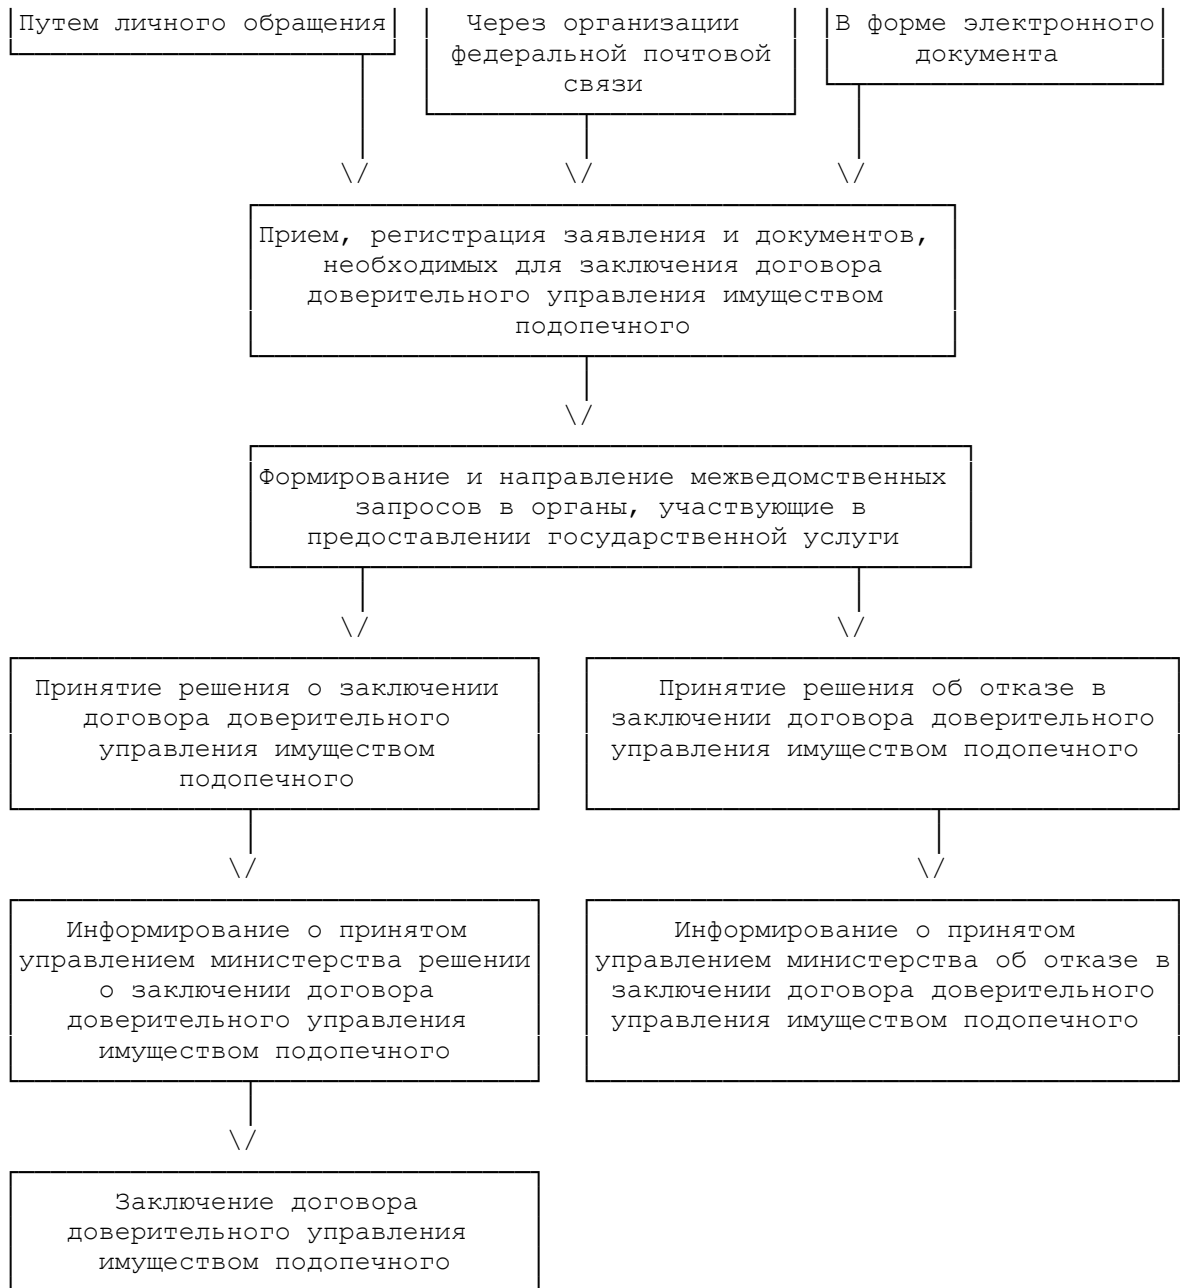 Путем личного обращения
Через организации
федеральной почтовой
связи
В форме электронного
документа
Прием, регистрация заявления и документов,
необходимых для заключения договора
доверительного управления имуществом
подопечного
Формирование и направление межведомственных
запросов в органы, участвующие в
предоставлении государственной услуги
Принятие решения о заключении
договора доверительного
управления имуществом
подопечного
Принятие решения об отказе в
заключении договора доверительного
управления имуществом подопечного
Информирование о принятом
управлением министерства решении
о заключении договора
доверительного управления
имуществом подопечного
Информирование о принятом
управлением министерства об отказе в
заключении договора доверительного
управления имуществом подопечного
Заключение договора
доверительного управления
имуществом подопечного